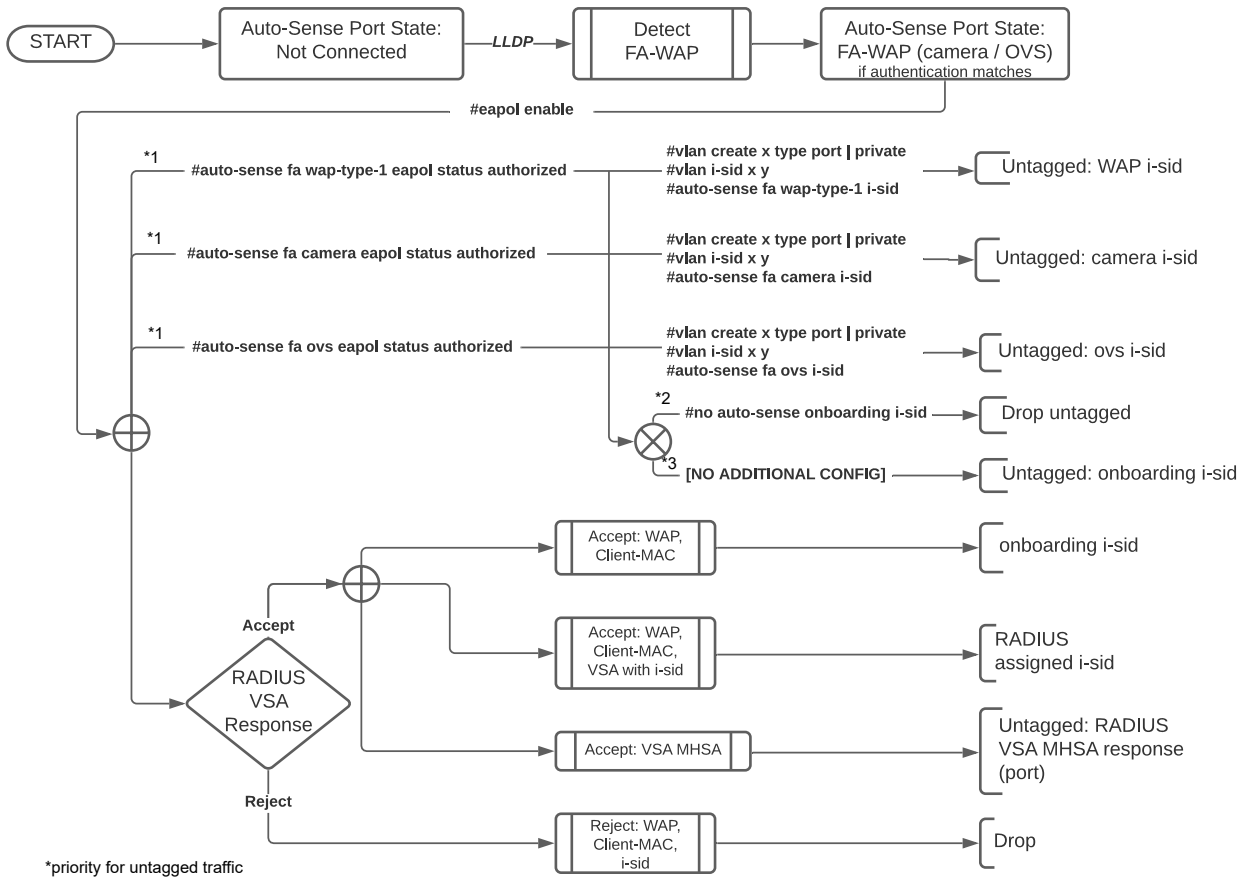 START
Auto-Sense Port State:
Not Connected
LLDP
Detect
FA-WAP
Auto-Sense Port State:
FA-WAP (camera / OVS)
if authentication matches
#eapol enable
*1
#auto-sense fa wap-type-1 eapol status authorized
#vlan create x type port | private
#vlan i-sid x y
#auto-sense fa wap-type-1 i-sid
Untagged: WAP i-sid
*1
#auto-sense fa camera eapol status authorized
#vlan create x type port | private
#vlan i-sid x y
#auto-sense fa camera i-sid
Untagged: camera i-sid
*1
#auto-sense fa ovs eapol status authorized
#vlan create x type port | private
#vlan i-sid x y
#auto-sense fa ovs i-sid
Untagged: ovs i-sid
*2
#no auto-sense onboarding i-sid
Drop untagged
*3
[NO ADDITIONAL CONFIG]
Untagged: onboarding i-sid
Accept: WAP,
Client-MAC
onboarding i-sid
Accept
Accept: WAP,
Client-MAC,
VSA with i-sid
RADIUS
assigned i-sid
RADIUS
VSA
Response
Accept: VSA MHSA
Untagged: RADIUS
VSA MHSA response
(port)
Reject
Reject: WAP,
Client-MAC,
i-sid
Drop
*priority for untagged traffic